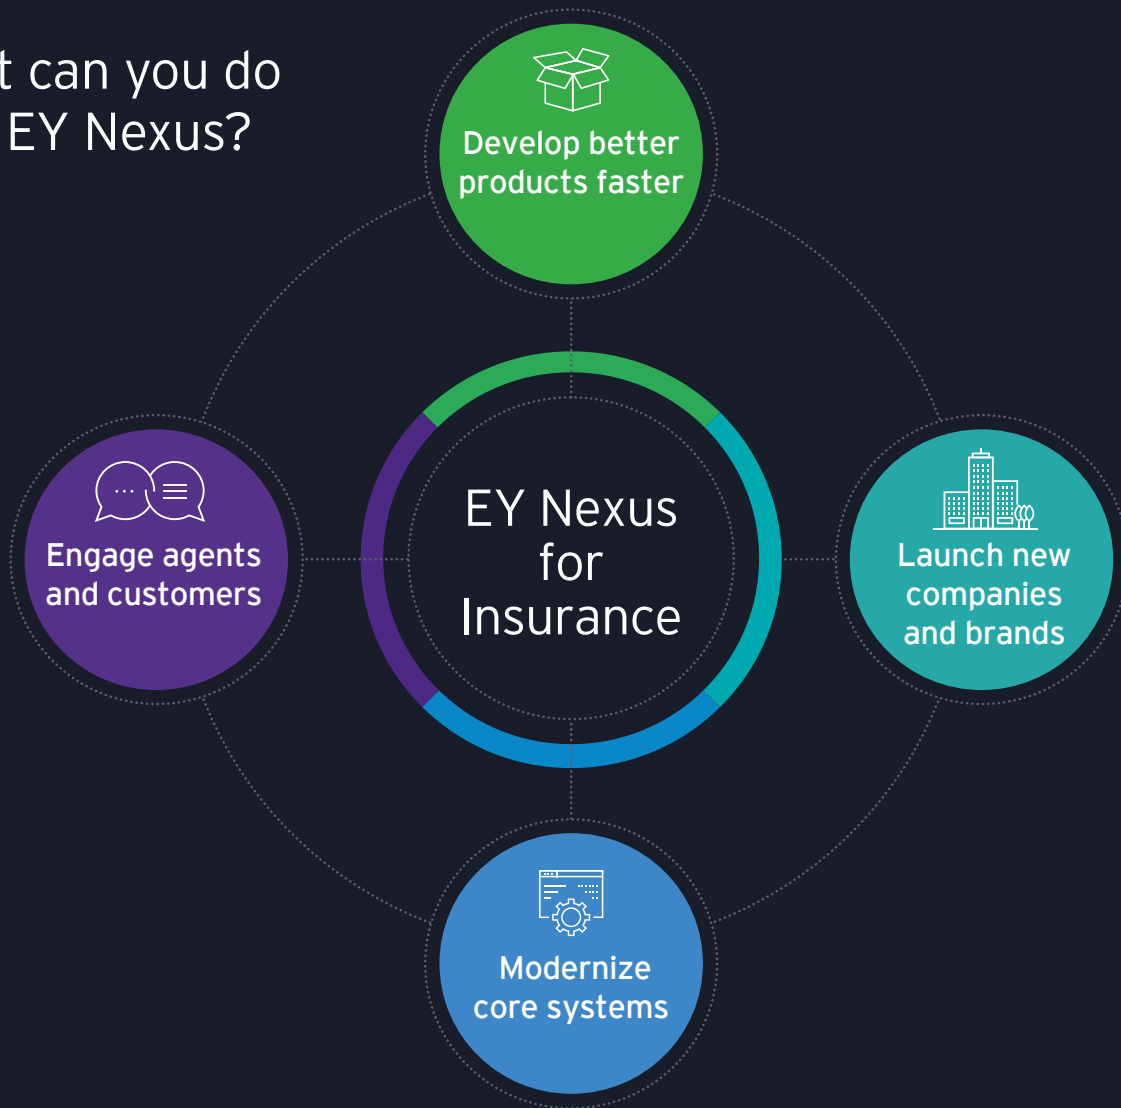 t can you do
EY Nexus?
Develop better
products faster
Engage agents
and customers
EY Nexus
for
Insurance
Launch new
companies
and brands
Modernize
core systems